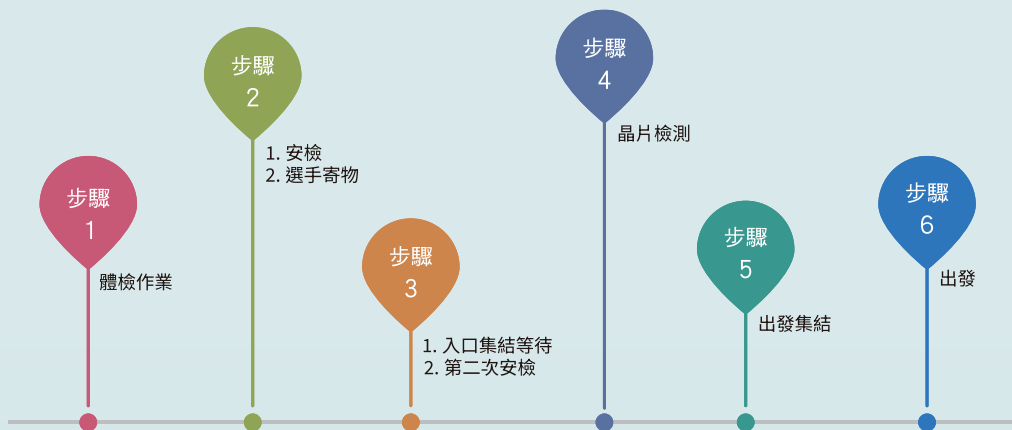 步驟
1
體檢作業
步驟
2
1. 安檢
2. 選手寄物
步驟
3
1. 入口集結等待
2. 第二次安檢
步驟
4
晶片檢測
步驟
5
出發集結
步驟
6
出發